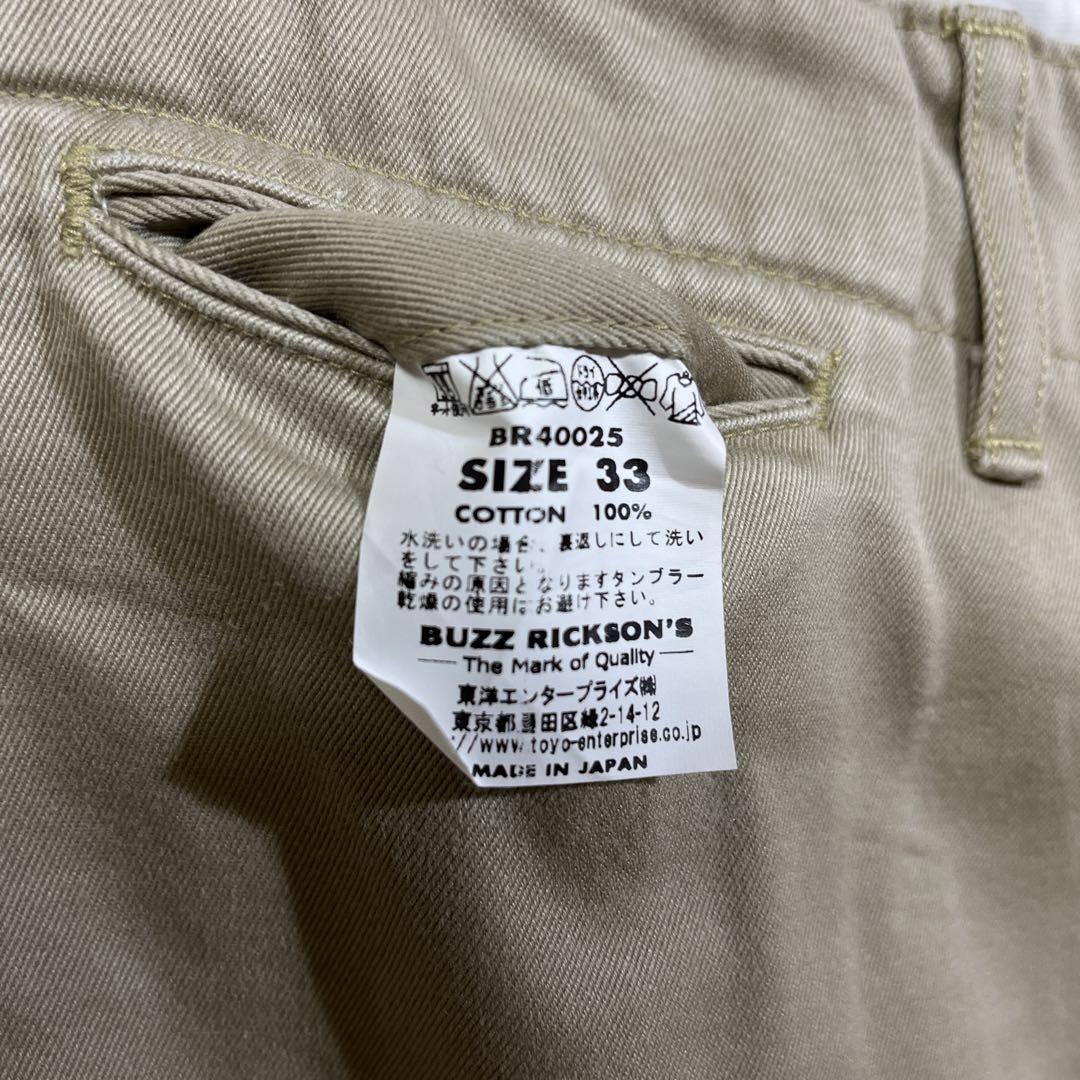 低
ドライ
BR40025
SIZE 33
COTTON 100%
水洗いの場合、裏返しにして洗い
をして下さい。
縮みの原因となりますタンブラー
乾燥の使用はお避け下さい。
BUZZ RICKSON'S
The Mark of Quality
東洋エンタープライズ㈱
東京都墨田区緑2-14-12
//www.toyo-enterprise.co.jp
MADE IN JAPAN